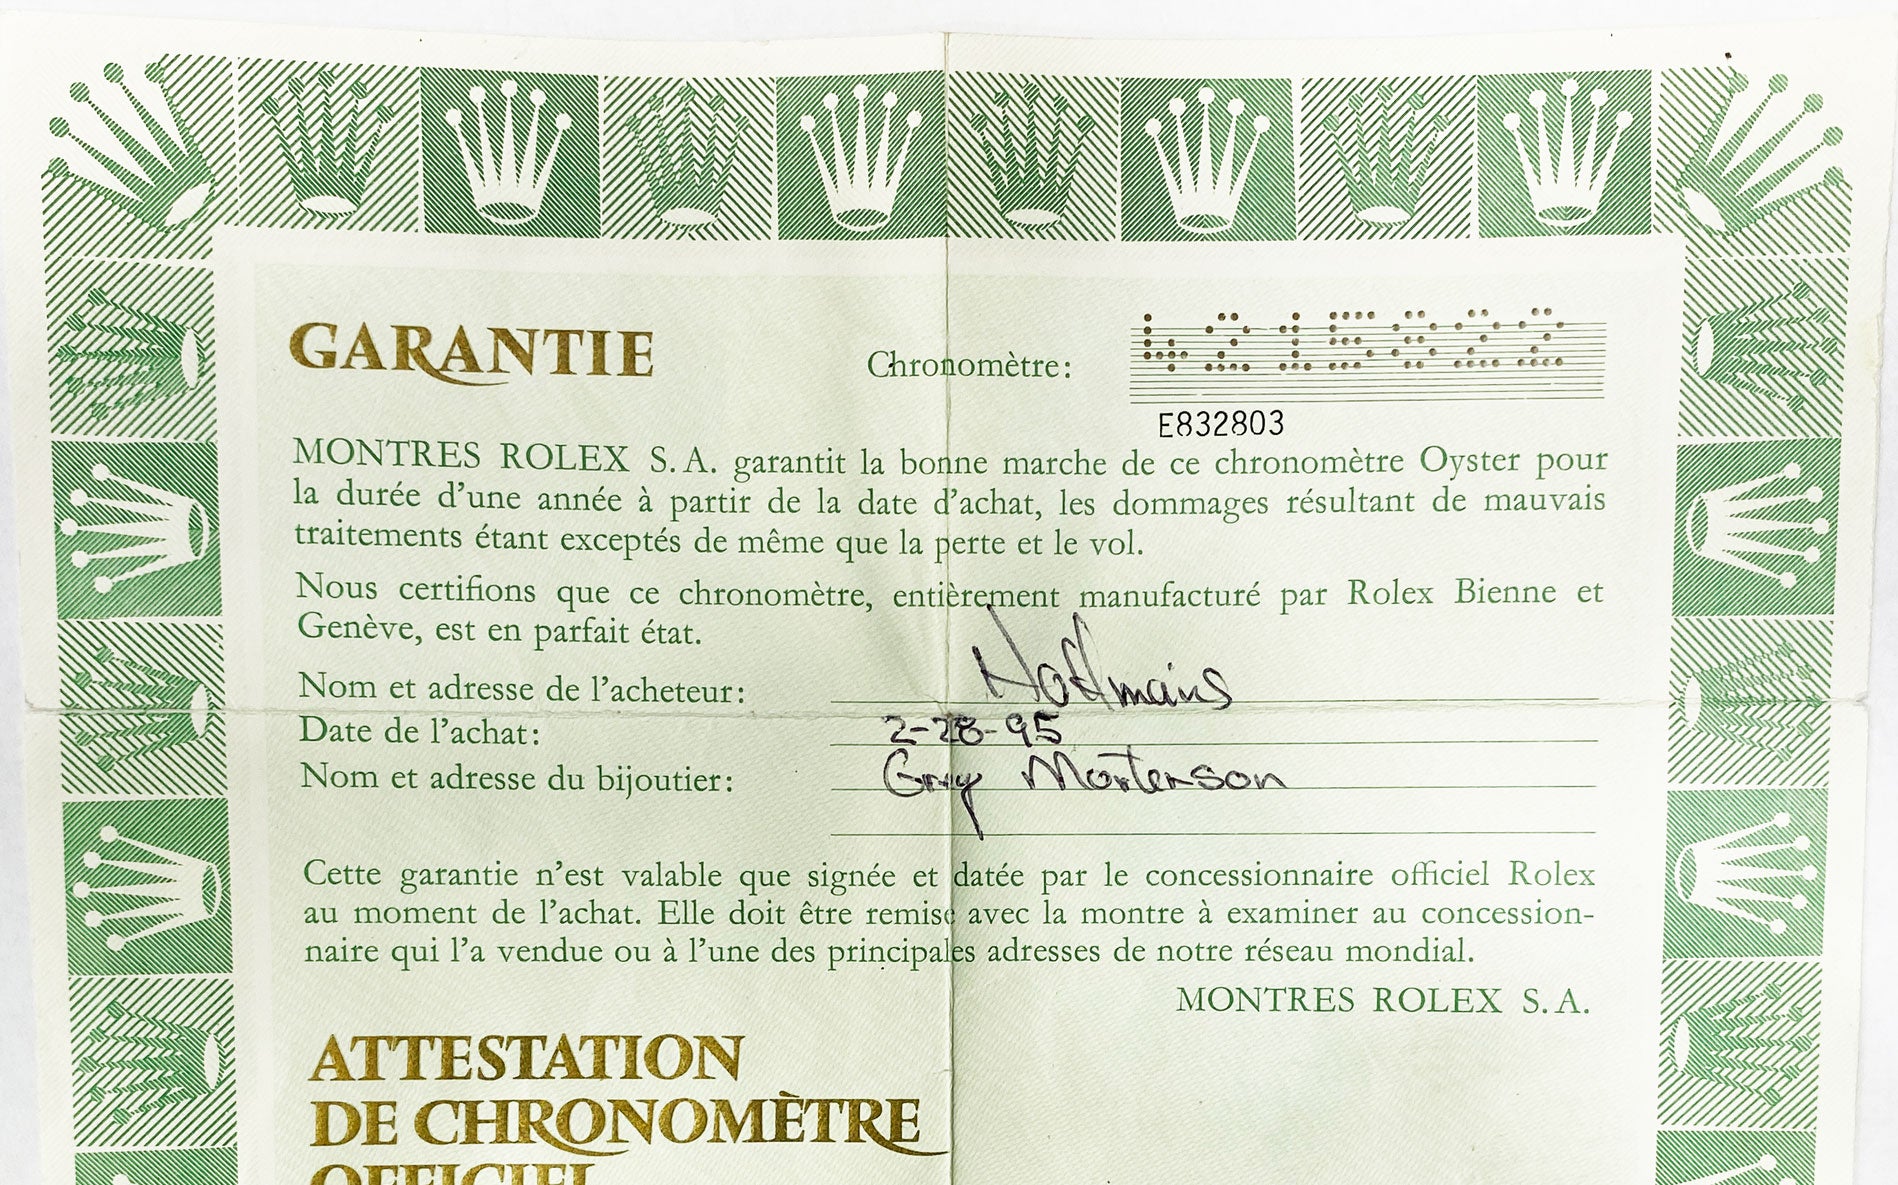 GARANTIE
Chronomètre:
E832803
MONTRES ROLEX S.A. garantit la bonne marche de ce chronomètre Oyster pour
la durée d’une année à partir de la date d’achat, les dommages résultant de mauvais
traitements étant exceptés de même que la perte et le vol.
Nous certifions que ce chronomètre, entièrement manufacturé par Rolex Bienne et
Genève, est en parfait état.
Nom et adresse de l’acheteur:
Date de l’achat: 2-28-95
Nom et adresse du bijoutier: Mortenson
Cette garantie n’est valable que signée et datée par le concessionnaire officiel Rolex
au moment de l’achat. Elle doit être remise avec la montre à examiner au concession-
naire qui l’a vendue ou à l’une des principales adresses de notre réseau mondial.
MONTRES ROLEX S.A.
ATTESTATION
DE CHRONOMÈTRE
OFFICIEL